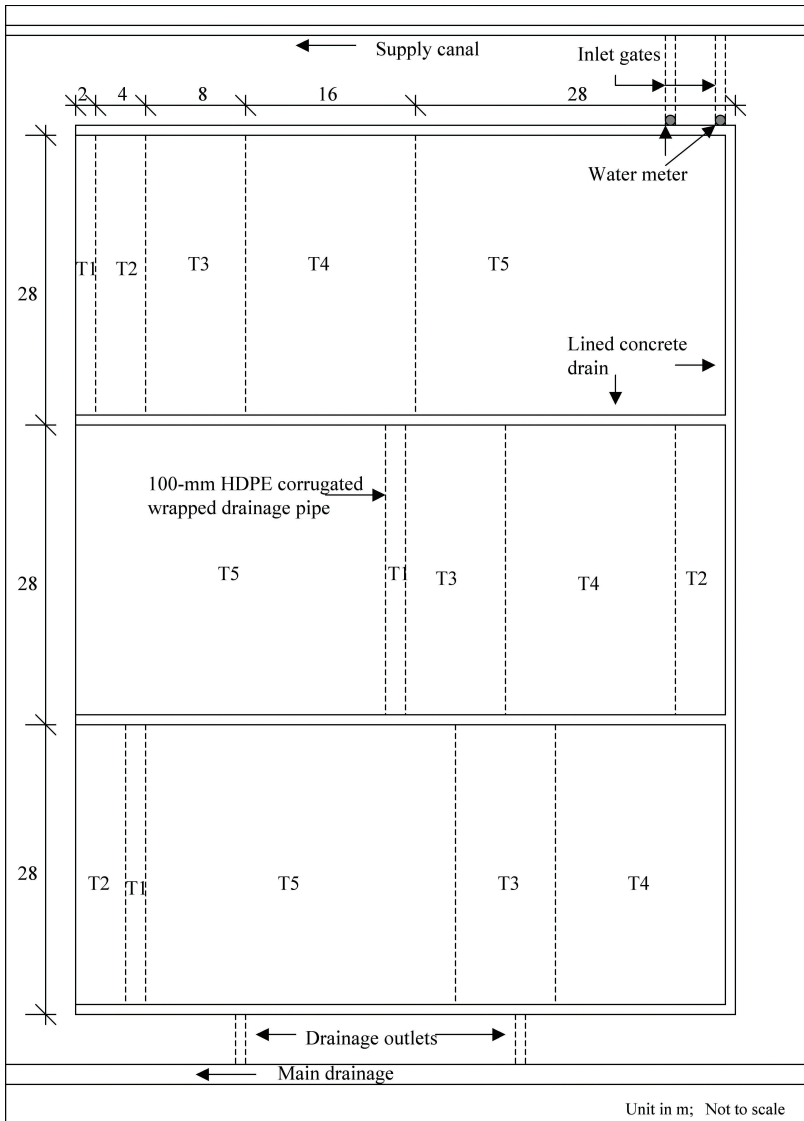 Supply canal
Inlet gates
2
4
8
16
28
Water meter
28
T1
T2
T3
T4
T5
Lined concrete
drain
28
100-mm HDPE corrugated
wrapped drainage pipe
T5
T1
T3
T4
T2
28
T2
T1
T5
T3
T4
Drainage outlets
Main drainage
Unit in m; Not to scale